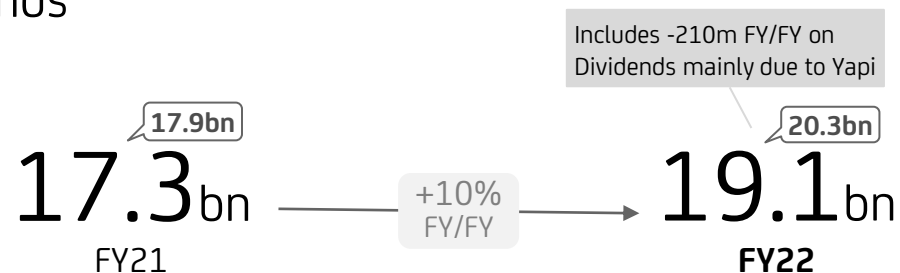 Includes -210m FY/FY on
Dividends mainly due to Yapi
17.9bn
20.3bn
17.3bn
+10%
FY/FY
19.1bn
FY21
FY22